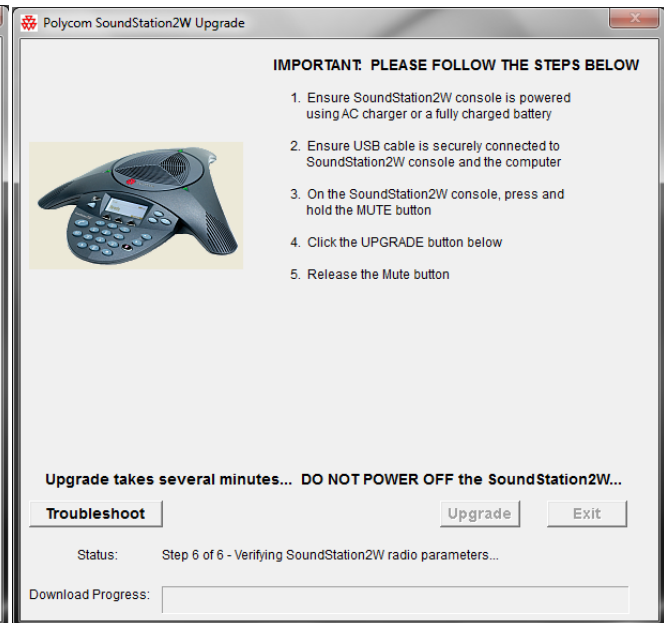 Polycom SoundStation2W Upgrade
IMPORTANT: PLEASE FOLLOW THE STEPS BELOW
1. Ensure SoundStation2W console is powered
using AC charger or a fully charged battery
2. Ensure USB cable is securely connected to
SoundStation2W console and the computer
3. On the SoundStation2W console, press and
hold the MUTE button
4. Click the UPGRADE button below
5. Release the Mute button
Upgrade takes several minutes... DO NOT POWER OFF the SoundStation2W...
Troubleshoot
Upgrade
Exit
Status: Step 6 of 6 - Verifying SoundStation2W radio parameters...
Download Progress: